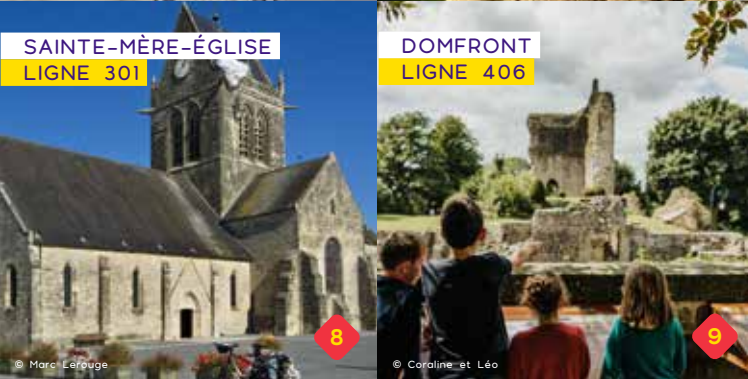 SAINTE-MÈRE-ÉGLISE
LIGNE 301
8
© Marc Lerouge
DOMFRONT
LIGNE 406
9
© Coraline et Léo